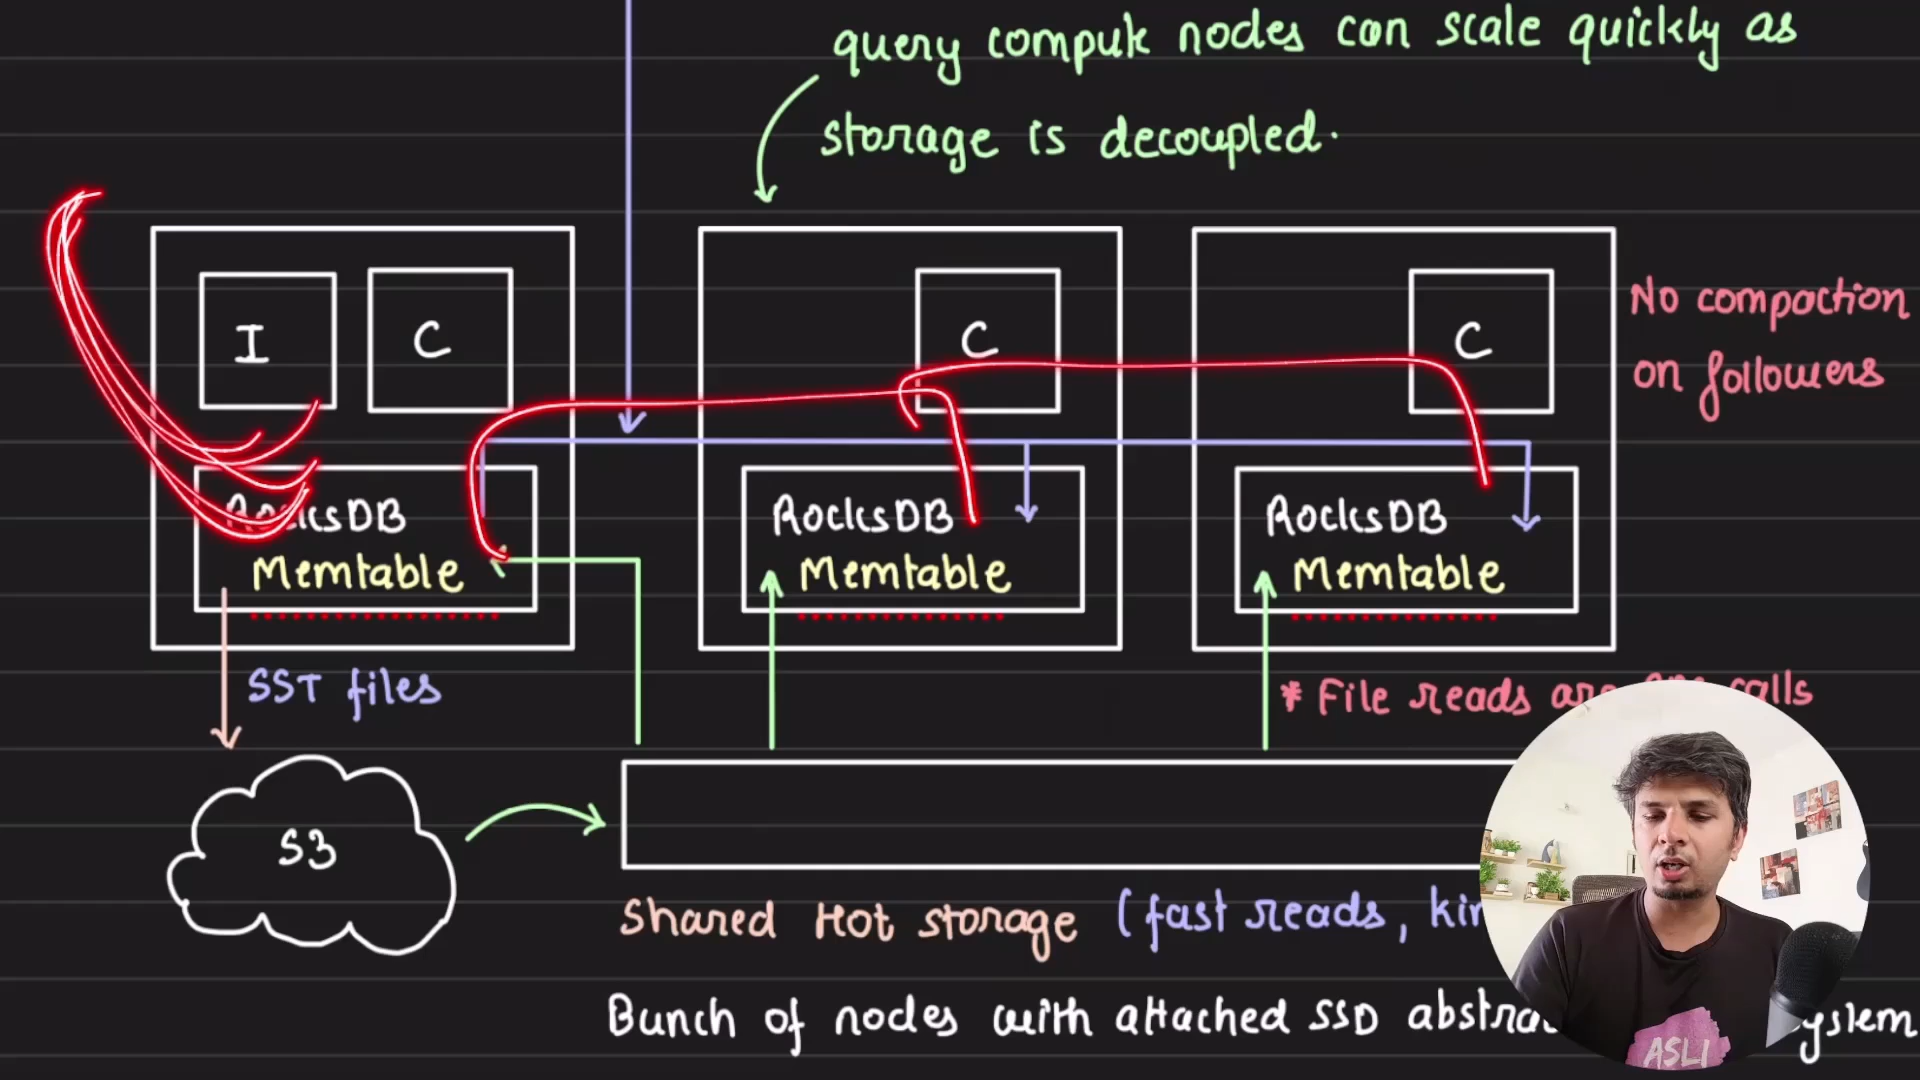 query compute nodes can scale quickly as
storage is decoupled.
I
C
C
C
No compaction
on followers
RocksDB
Memtable
RocksDB
Memtable
RocksDB
Memtable
SST files
* File reads are calls
S3
Shared Hot storage (fast reads,
Bunch of nodes with attached SSD
ASLI